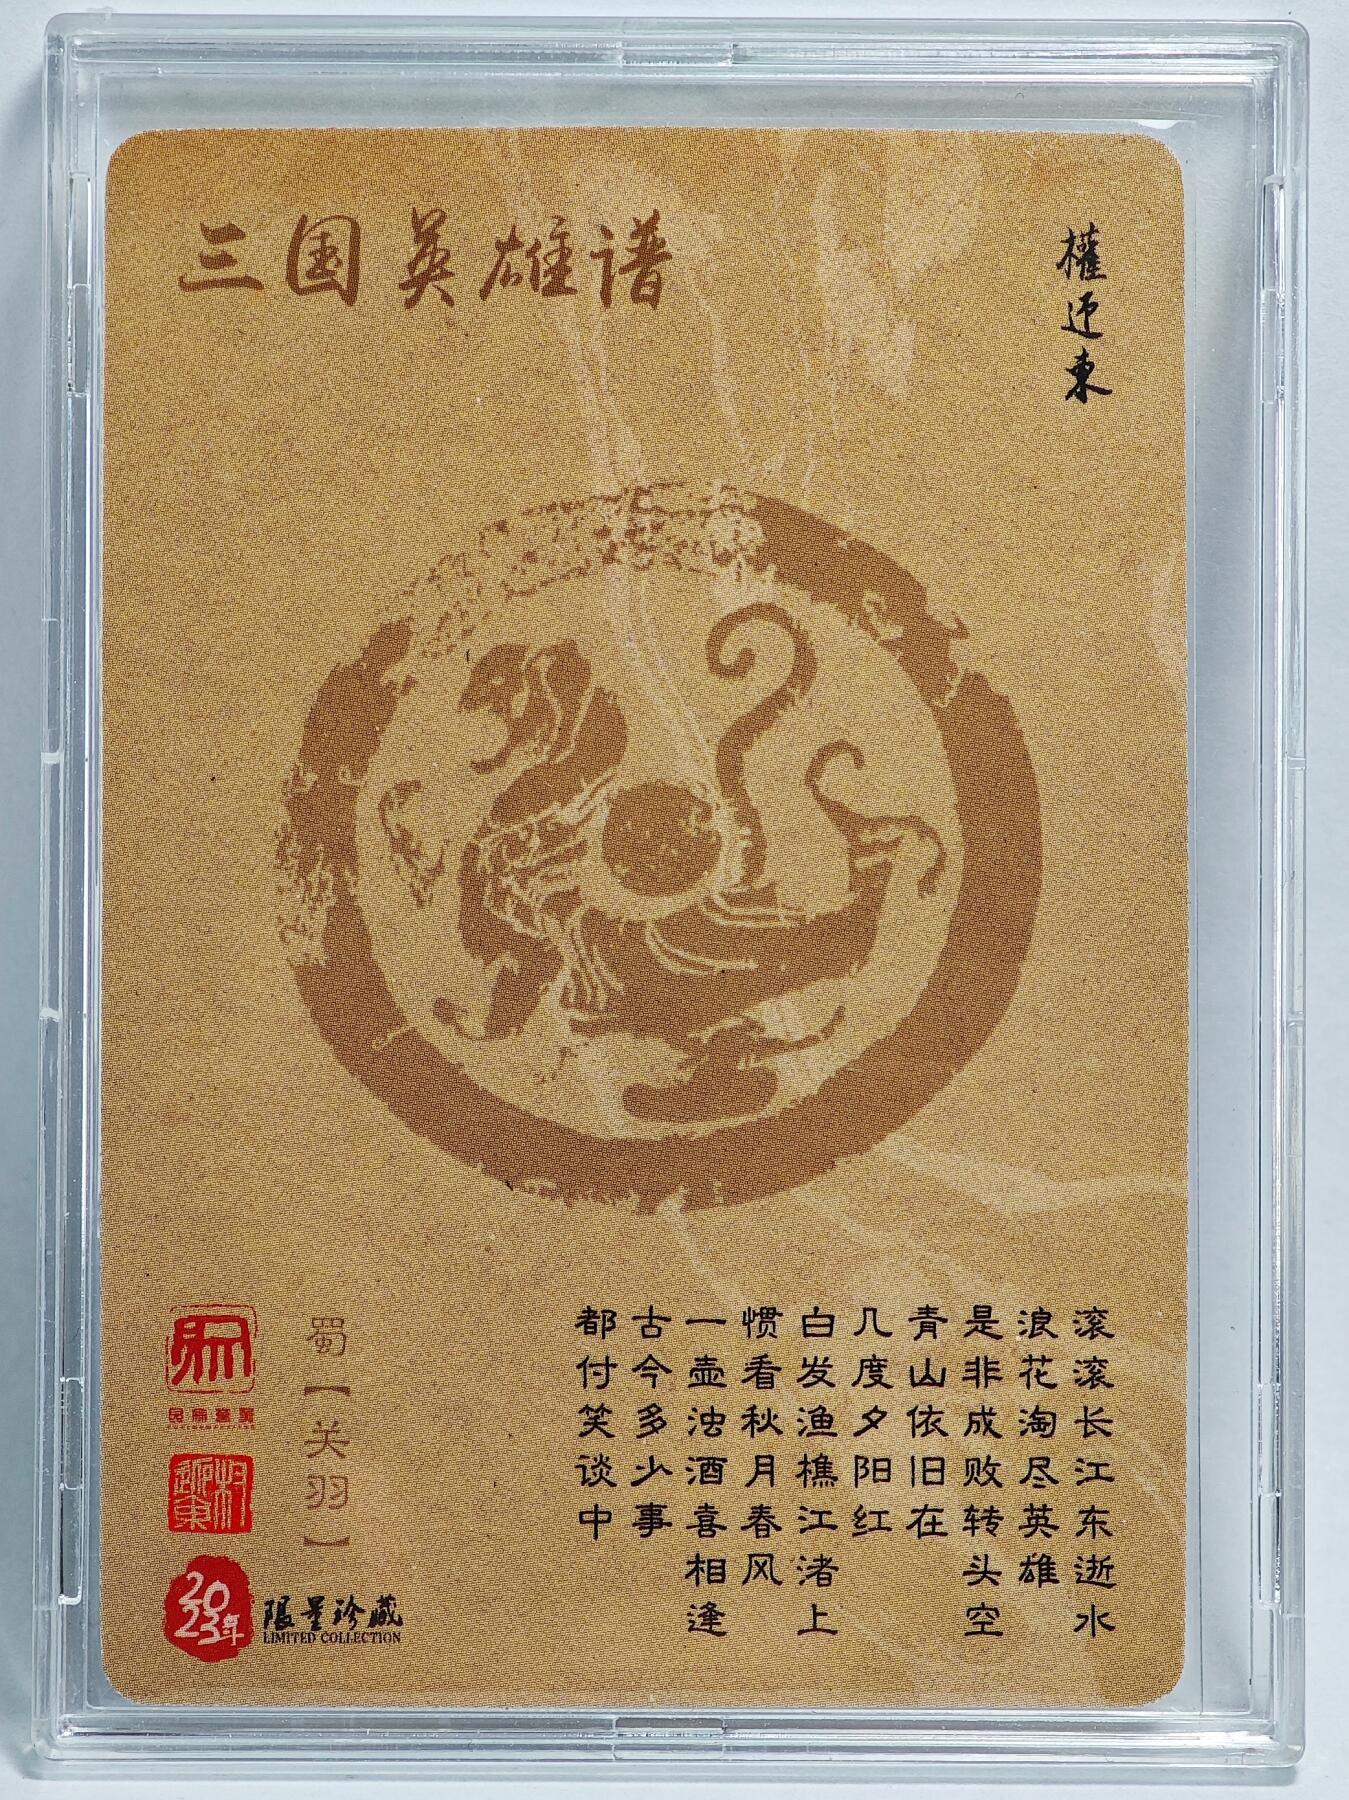 三国英雄谱
權迎東
滚滚长江东逝水
浪花淘尽英雄
是非成败转头空
青山依旧在
几度夕阳红
白发渔樵江渚上
惯看秋月春风
一壶浊酒喜相逢
古今多少事
都付笑谈中
蜀【关羽】
2023年
限量珍藏
LIMITED COLLECTION